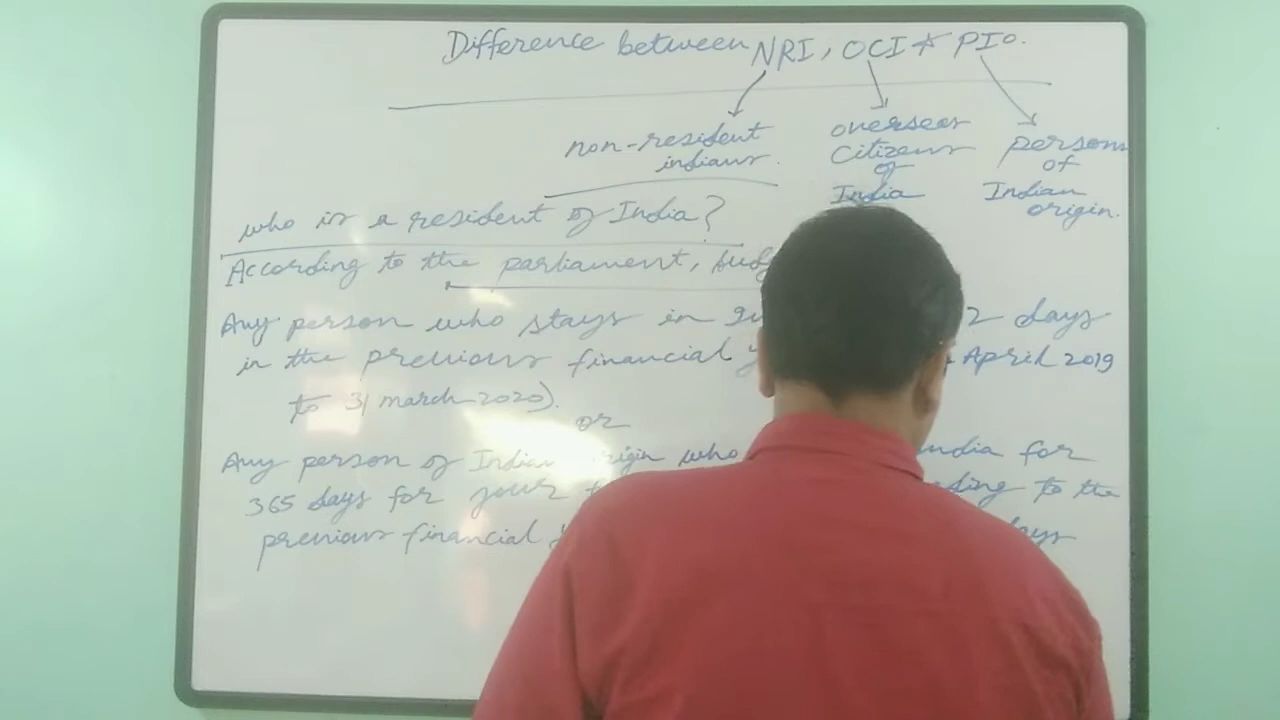 Difference between NRI, OCI & PIO.
non-resident indians.
overseas Citizens of India
persons of Indian origin.
who is a resident of India?
According to the parliament,
Any person who stays in 2 days
in the previous financial April 2019
to 31 march 2020).
or
Any person of Indian origin who India for
365 days for to the
previous financial days